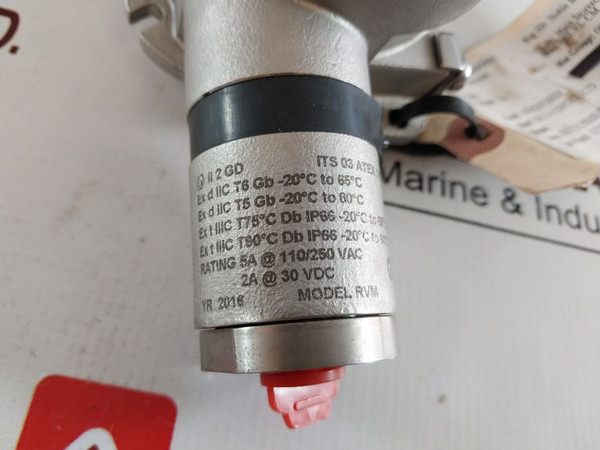 II 2 GD ITS 03 ATEX
Ex d IIC T6 Gb -20°C to 65°C
Ex d IIC T5 Gb -20°C to 80°C
Ex t IIIC T75°C Db IP66 -20°C to
Ex t IIIC T90°C Db IP66 -20°C to
RATING 5A @ 110/250 VAC
2A @ 30 VDC
YR 2016 MODEL RVM
Marine & Indu